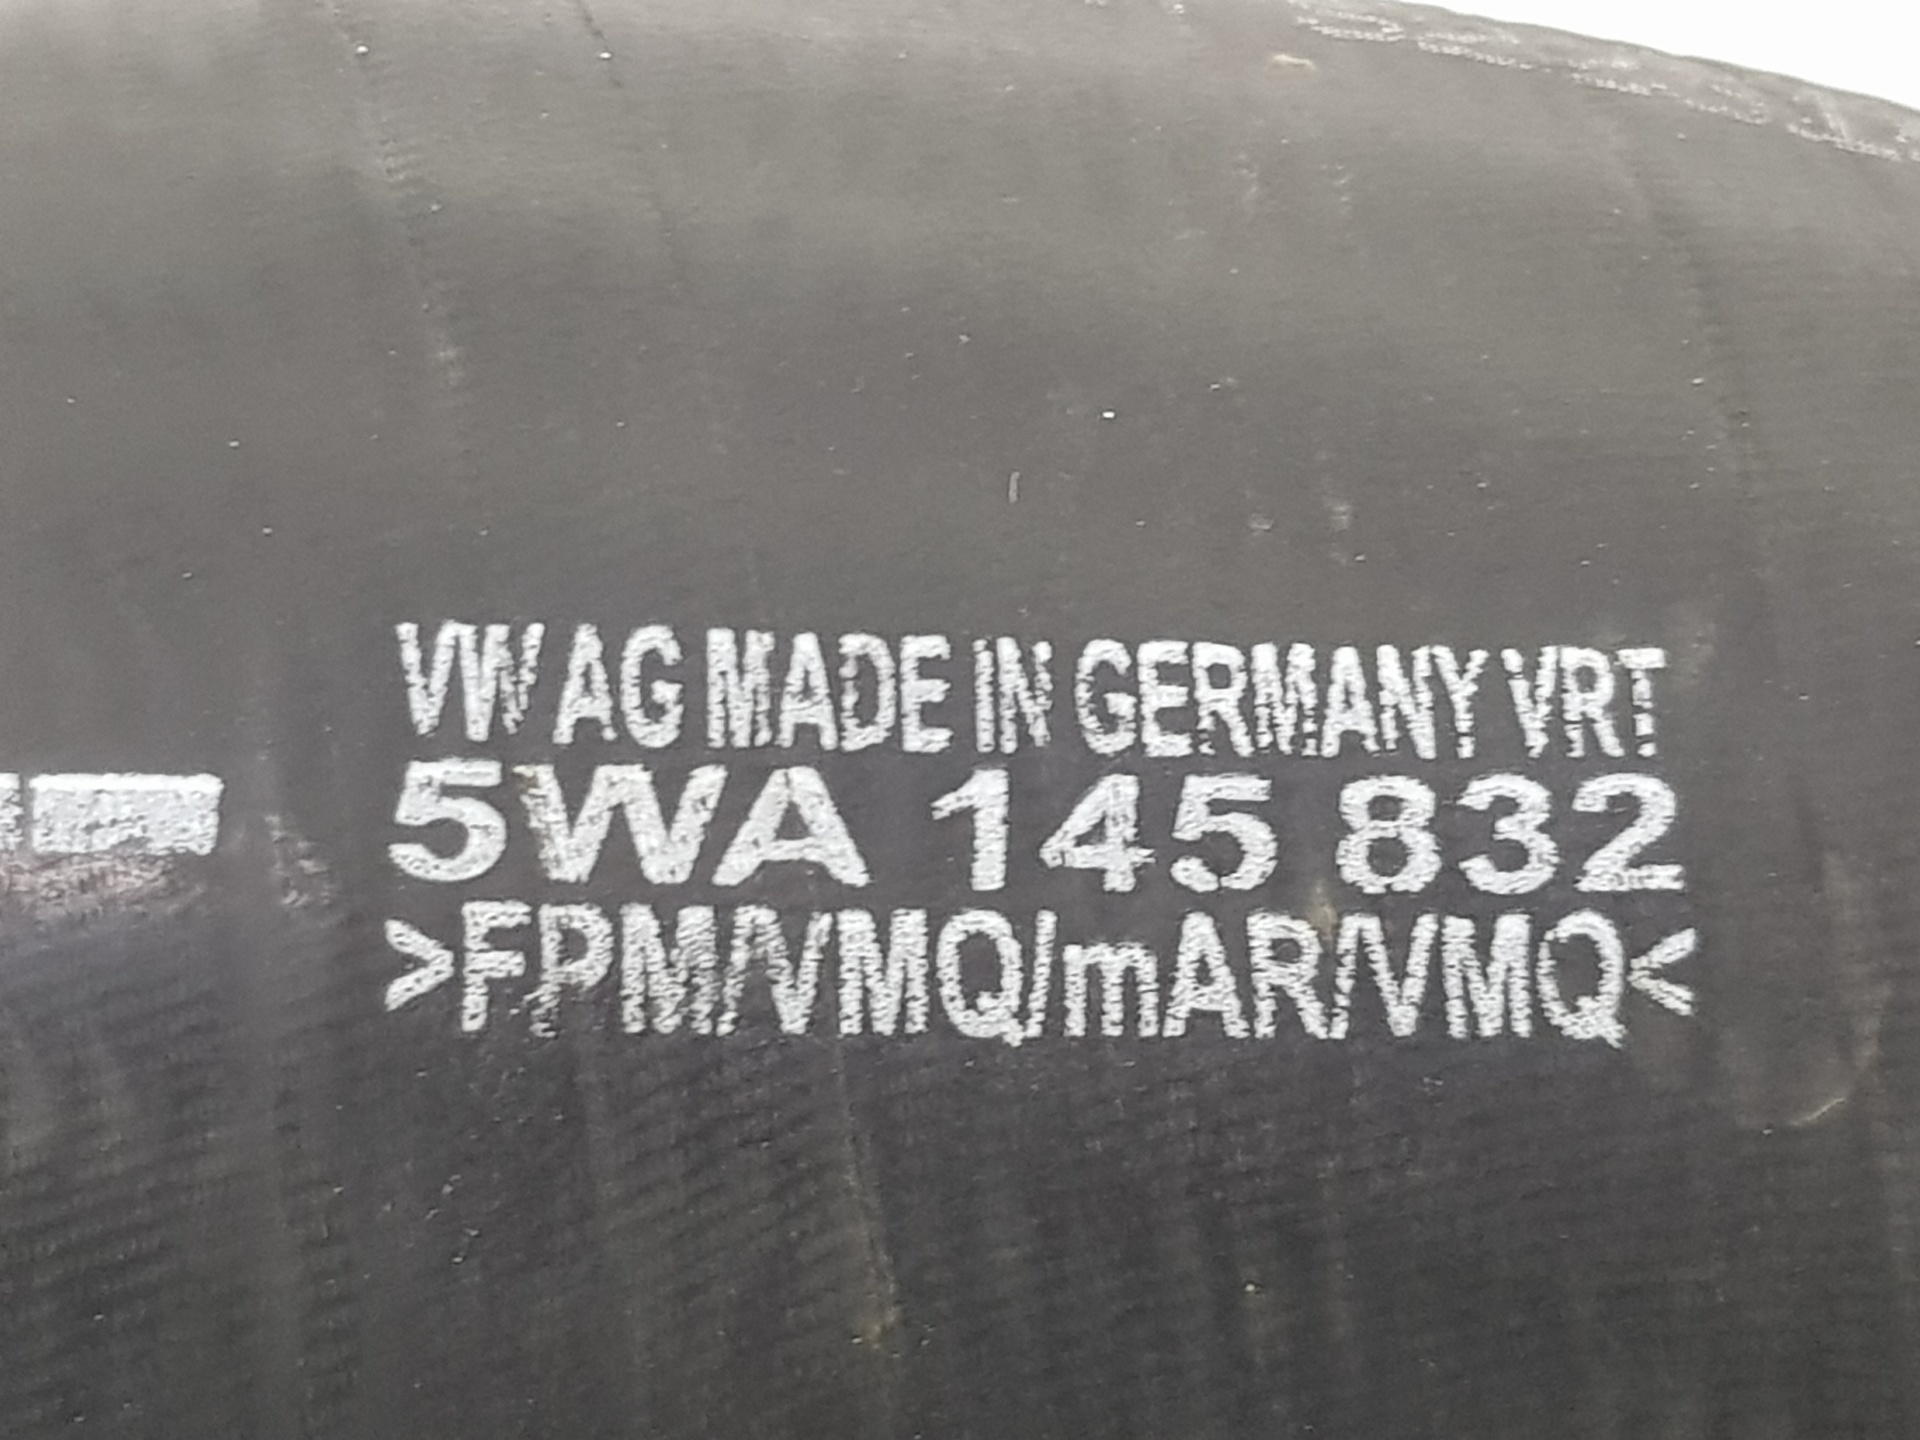 VW AG MADE IN GERMANY VRT
5WA 145 832
>FPM/VMQ/mAR/VMQ<